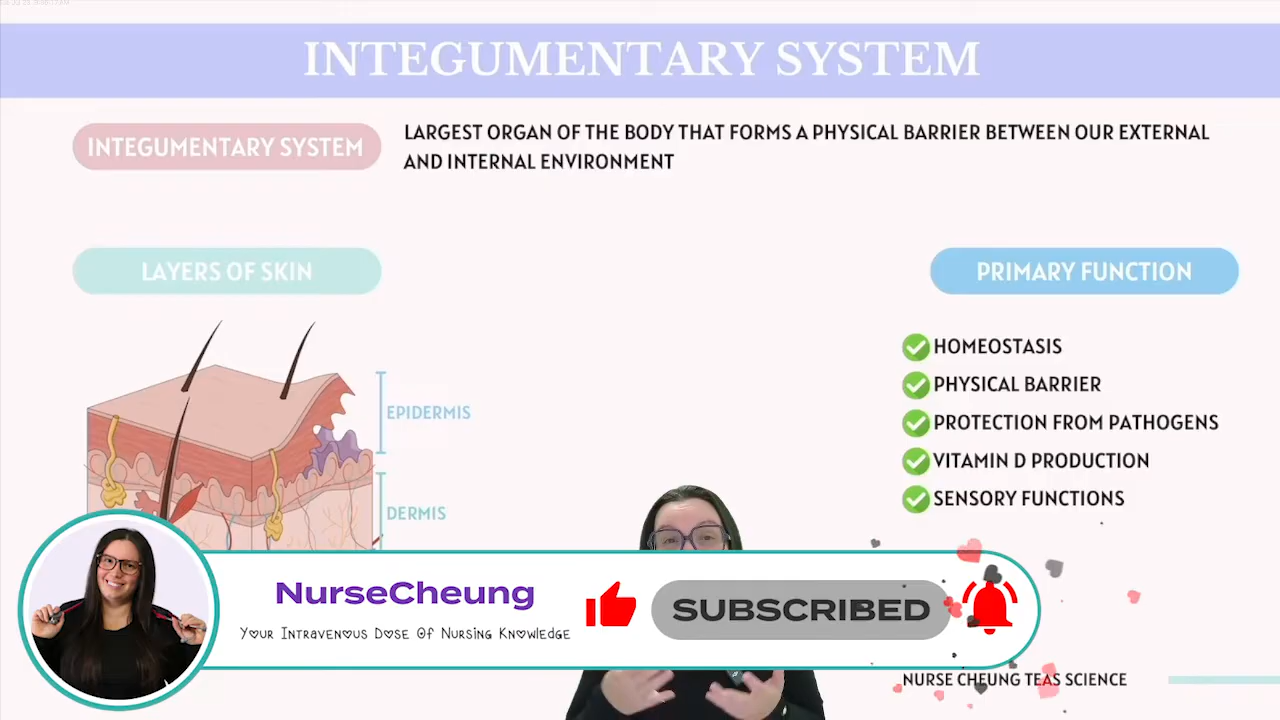 INTEGUMENTARY SYSTEM
INTEGUMENTARY SYSTEM
LARGEST ORGAN OF THE BODY THAT FORMS A PHYSICAL BARRIER BETWEEN OUR EXTERNAL
AND INTERNAL ENVIRONMENT
LAYERS OF SKIN
PRIMARY FUNCTION
HOMEOSTASIS
PHYSICAL BARRIER
PROTECTION FROM PATHOGENS
VITAMIN D PRODUCTION
SENSORY FUNCTIONS
EPIDERMIS
DERMIS
NurseCheung
Your Intravenous Dose Of Nursing Knowledge
SUBSCRIBED
NURSE CHEUNG TEAS SCIENCE